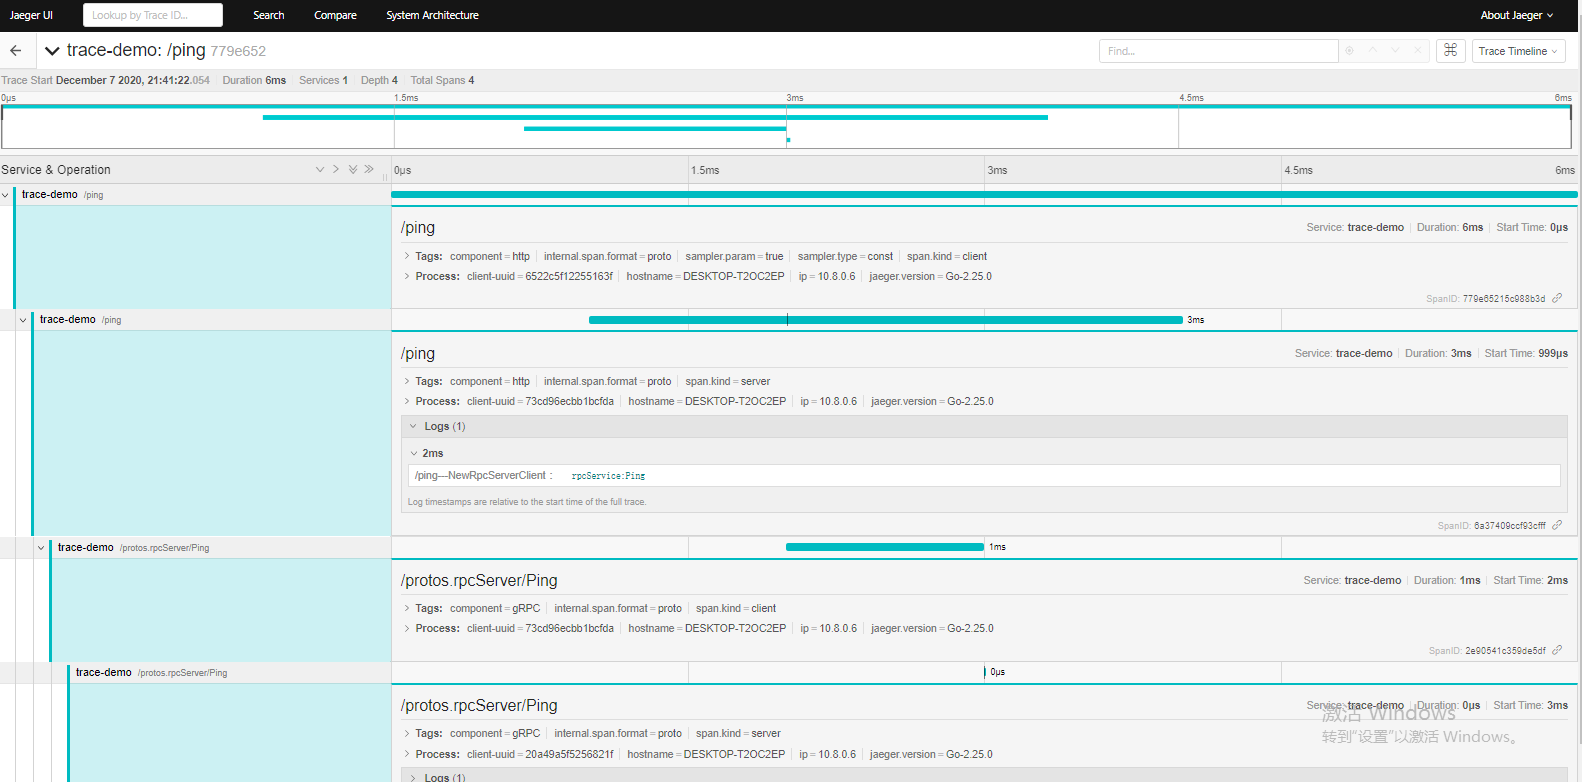 Jaeger UI Lookup by Trace ID... Search Compare System Architecture About Jaeger
trace-demo: /ping 779e652 Find... Trace Timeline
Trace Start December 7 2020, 21:41:22.054 Duration 6ms Services 1 Depth 4 Total Spans 4
0μs 1.5ms 3ms 4.5ms 6ms
Service & Operation 0μs 1.5ms 3ms 4.5ms 6ms
trace-demo /ping
/ping Service: trace-demo Duration: 6ms Start Time: 0μs
Tags: component = http internal.span.format = proto sampler.param = true sampler.type = const span.kind = client
Process: client-uuid = 6522c5f12255163f hostname = DESKTOP-T2OC2EP ip = 10.8.0.6 jaeger.version = Go-2.25.0
SpanID: 779e65215c988b3d
trace-demo /ping 3ms
/ping Service: trace-demo Duration: 3ms Start Time: 999μs
Tags: component = http internal.span.format = proto span.kind = server
Process: client-uuid = 73cd96ecbb1bcfda hostname = DESKTOP-T2OC2EP ip = 10.8.0.6 jaeger.version = Go-2.25.0
Logs (1)
2ms
/ping---NewRpcServerClient : rpcService:Ping
Log timestamps are relative to the start time of the full trace.
SpanID: 6a37409ccf93cfff
trace-demo /protos.rpcServer/Ping 1ms
/protos.rpcServer/Ping Service: trace-demo Duration: 1ms Start Time: 2ms
Tags: component = gRPC internal.span.format = proto span.kind = client
Process: client-uuid = 73cd96ecbb1bcfda hostname = DESKTOP-T2OC2EP ip = 10.8.0.6 jaeger.version = Go-2.25.0
SpanID: 2e90541c359de5df
trace-demo /protos.rpcServer/Ping 0μs
/protos.rpcServer/Ping Service: trace-demo Duration: 0μs Start Time: 3ms
激活 Windows
Tags: component = gRPC internal.span.format = proto span.kind = server
转到"设置"以激活 Windows。
Process: client-uuid = 20a49a5f5256821f hostname = DESKTOP-T2OC2EP ip = 10.8.0.6 jaeger.version = Go-2.25.0
Logs (1)